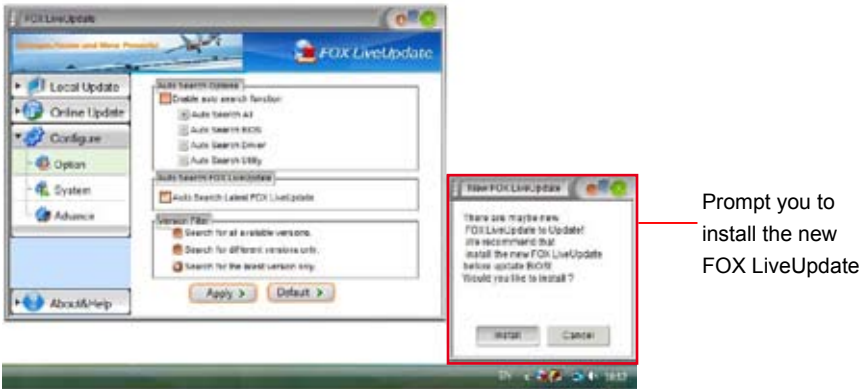 FOX LiveUpdate
FOX LiveUpdate
Local Update
Online Update
Configure
Option
System
Advance
About&Help
Auto Search Options
Enable auto search function
Auto Search All
Auto Search BIOS
Auto Search Driver
Auto Search Utility
Auto Search FOX LiveUpdate
Auto Search Latest FOX LiveUpdate
Version Filter
Search for all available versions.
Search for different versions only.
Search for the latest version only.
Apply
Default
New FOX LiveUpdate
There are maybe new
FOX LiveUpdate to Update!
We recommend that
install the new FOX LiveUpdate
before update BIOS!
Would you like to install ?
Install
Cancel
EN
Prompt you to
install the new
FOX LiveUpdate